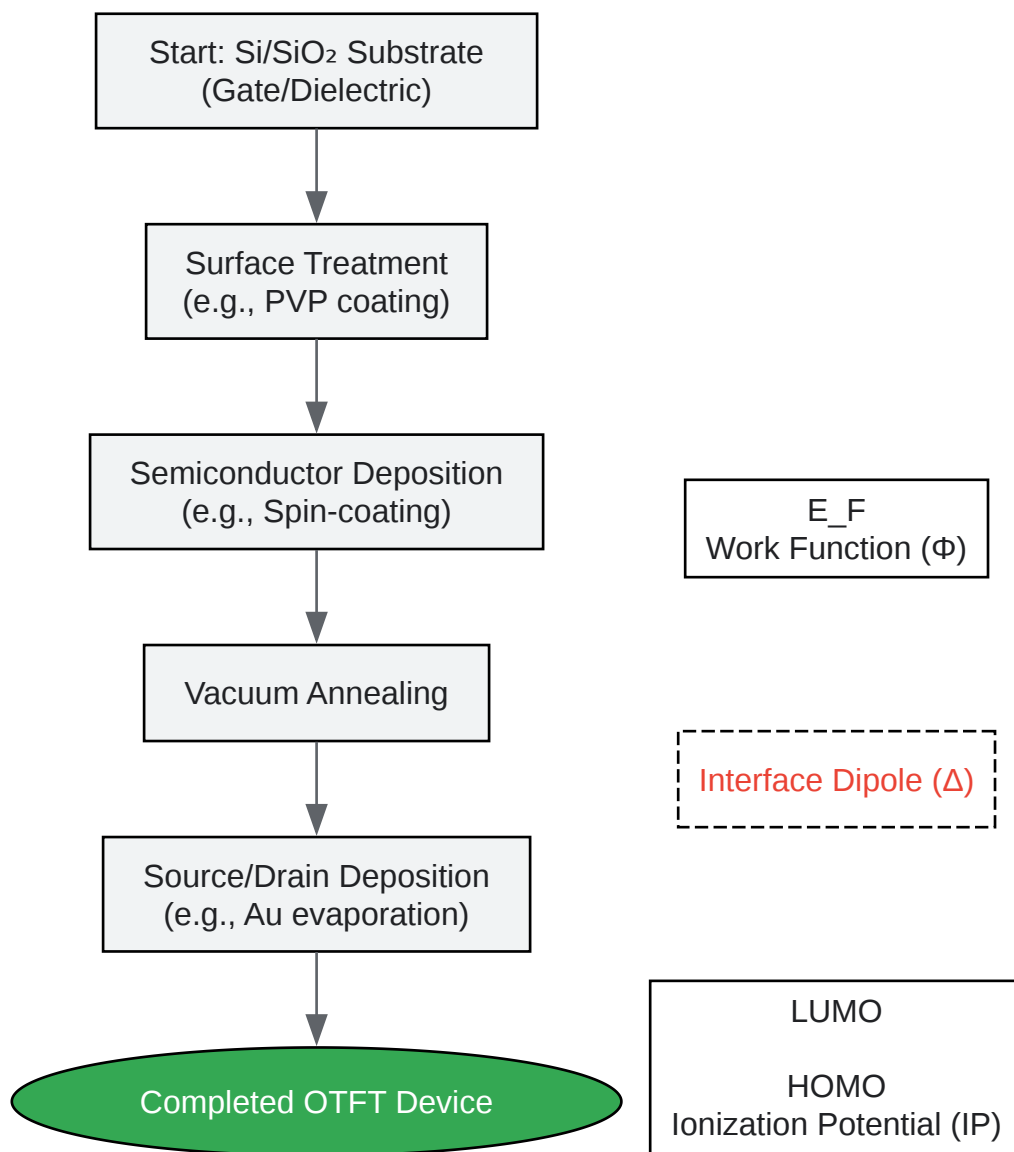 Start: Si/SiO₂ Substrate
(Gate/Dielectric)
Surface Treatment
(e.g., PVP coating)
Semiconductor Deposition
(e.g., Spin-coating)
Vacuum Annealing
Source/Drain Deposition
(e.g., Au evaporation)
Completed OTFT Device
E_F
Work Function (Φ)
Interface Dipole (Δ)
LUMO
HOMO
Ionization Potential (IP)